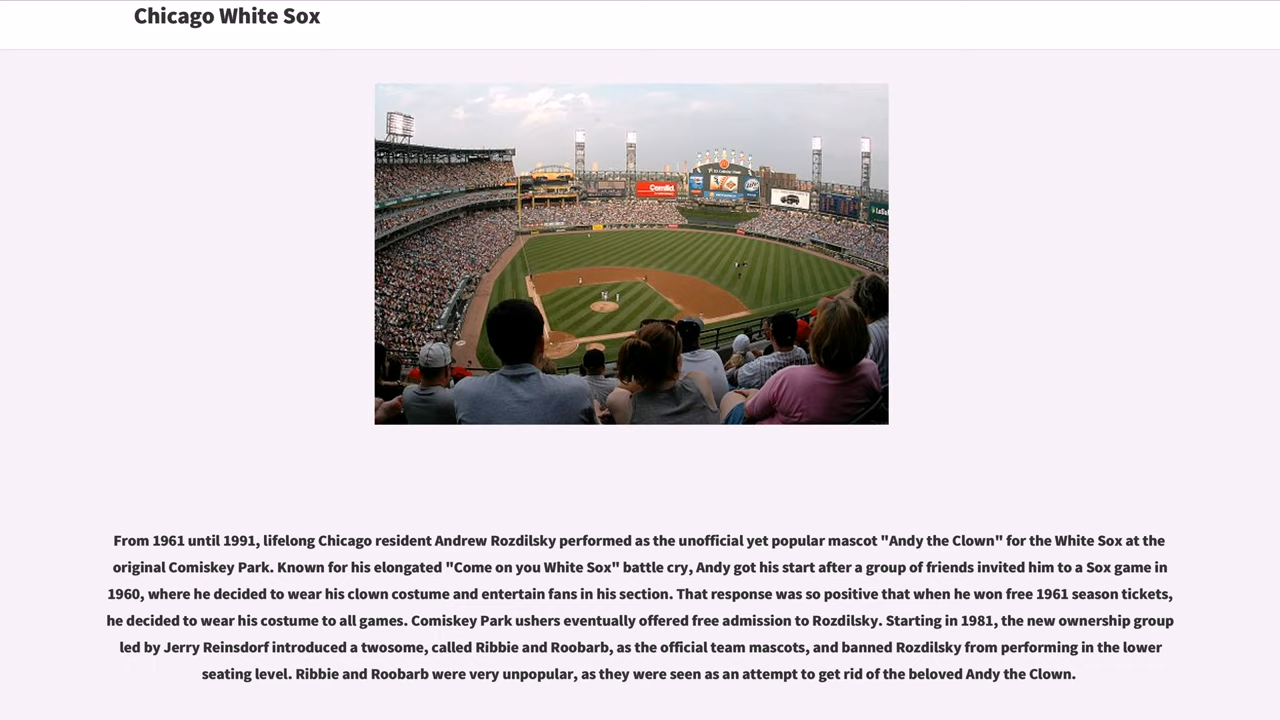 Chicago White Sox
Comfed
From 1961 until 1991, lifelong Chicago resident Andrew Rozdilsky performed as the unofficial yet popular mascot "Andy the Clown" for the White Sox at the
original Comiskey Park. Known for his elongated "Come on you White Sox" battle cry, Andy got his start after a group of friends invited him to a Sox game in
1960, where he decided to wear his clown costume and entertain fans in his section. That response was so positive that when he won free 1961 season tickets,
he decided to wear his costume to all games. Comiskey Park ushers eventually offered free admission to Rozdilsky. Starting in 1981, the new ownership group
led by Jerry Reinsdorf introduced a twosome, called Ribbie and Roobarb, as the official team mascots, and banned Rozdilsky from performing in the lower
seating level. Ribbie and Roobarb were very unpopular, as they were seen as an attempt to get rid of the beloved Andy the Clown.